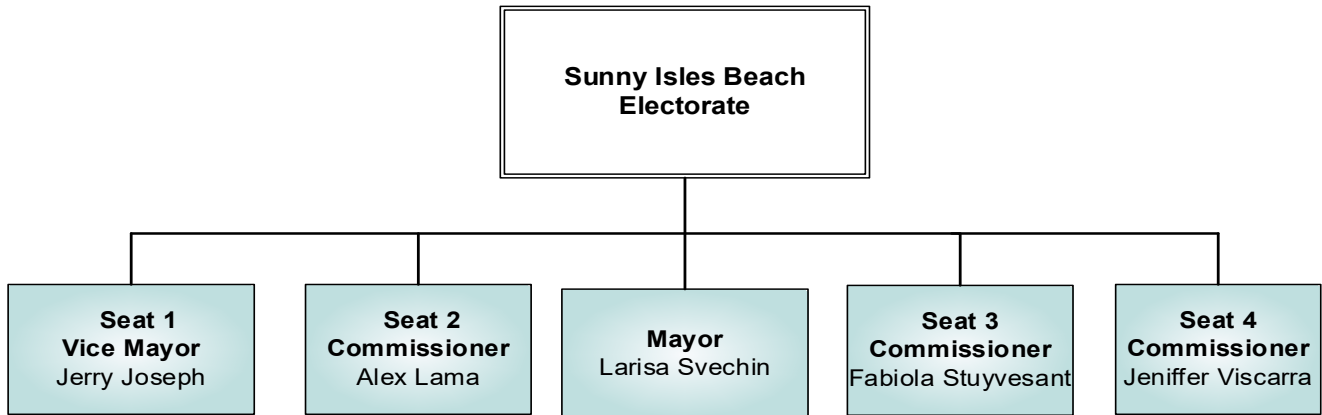 Sunny Isles Beach
Electorate
Seat 1
Vice Mayor
Jerry Joseph
Seat 2
Commissioner
Alex Lama
Mayor
Larisa Svechin
Seat 3
Commissioner
Fabiola Stuyvesant
Seat 4
Commissioner
Jeniffer Viscarra